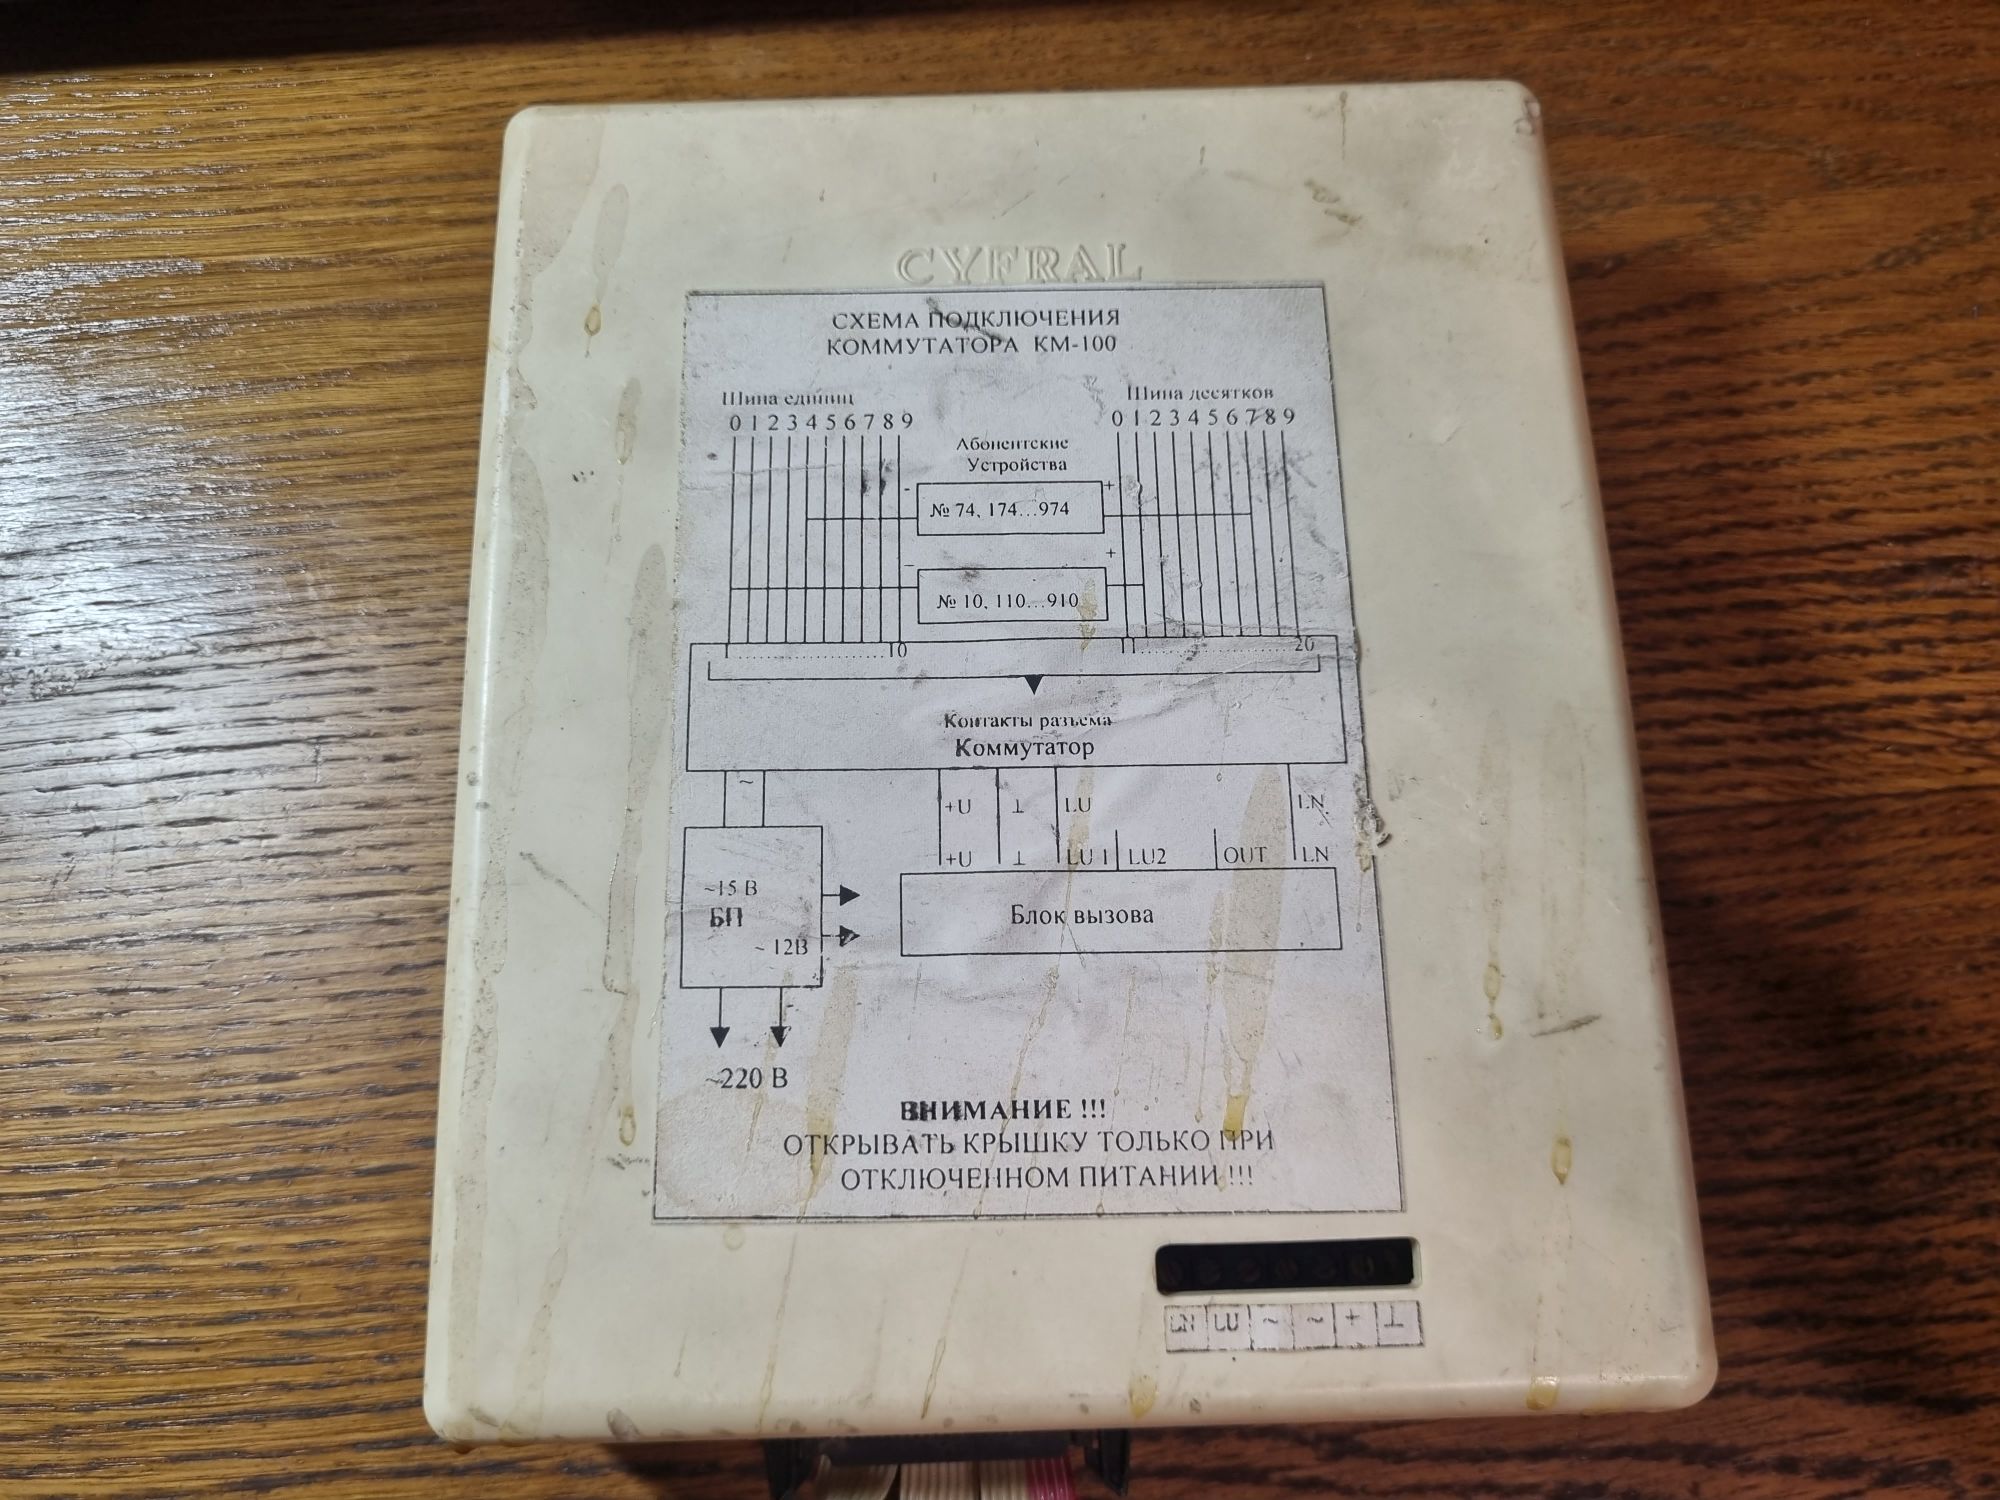 CYFRAL
СХЕМА ПОДКЛЮЧЕНИЯ
КОММУТАТОРА КМ-100
Шина единиц
0 1 2 3 4 5 6 7 8 9
Шина десятков
0 1 2 3 4 5 6 7 8 9
Абонентские
Устройства
- +
№ 74, 174...974
- +
№ 10, 110...910
1....................10
11....................20
Контакты разъема
Коммутатор
~
+U ⊥ LU LN
+U ⊥ LU 1 LU2 OUT LN
~15 В
БП
~ 12В
Блок вызова
~220 В
ВНИМАНИЕ !!!
ОТКРЫВАТЬ КРЫШКУ ТОЛЬКО ПРИ
ОТКЛЮЧЕННОМ ПИТАНИИ !!!
LN LU ~ ~ + ⊥